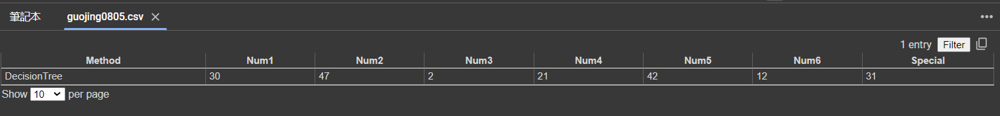 筆記本 guojing0805.csv
1 entry Filter
Method Num1 Num2 Num3 Num4 Num5 Num6 Special
DecisionTree 30 47 2 21 42 12 31
Show 10 per page